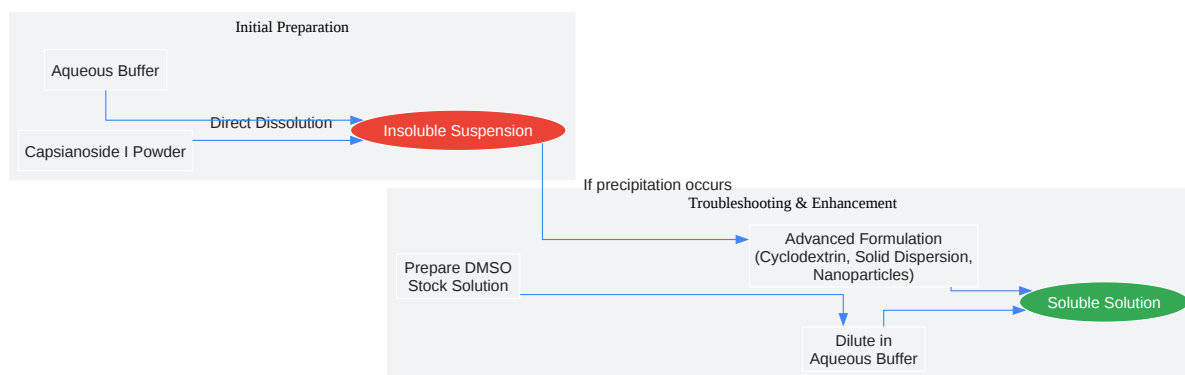 Initial Preparation
Aqueous Buffer
Direct Dissolution
Insoluble Suspension
Capsianoside I Powder
If precipitation occurs
Troubleshooting & Enhancement
Advanced Formulation
(Cyclodextrin, Solid Dispersion,
Nanoparticles)
Prepare DMSO
Stock Solution
Soluble Solution
Dilute in
Aqueous Buffer